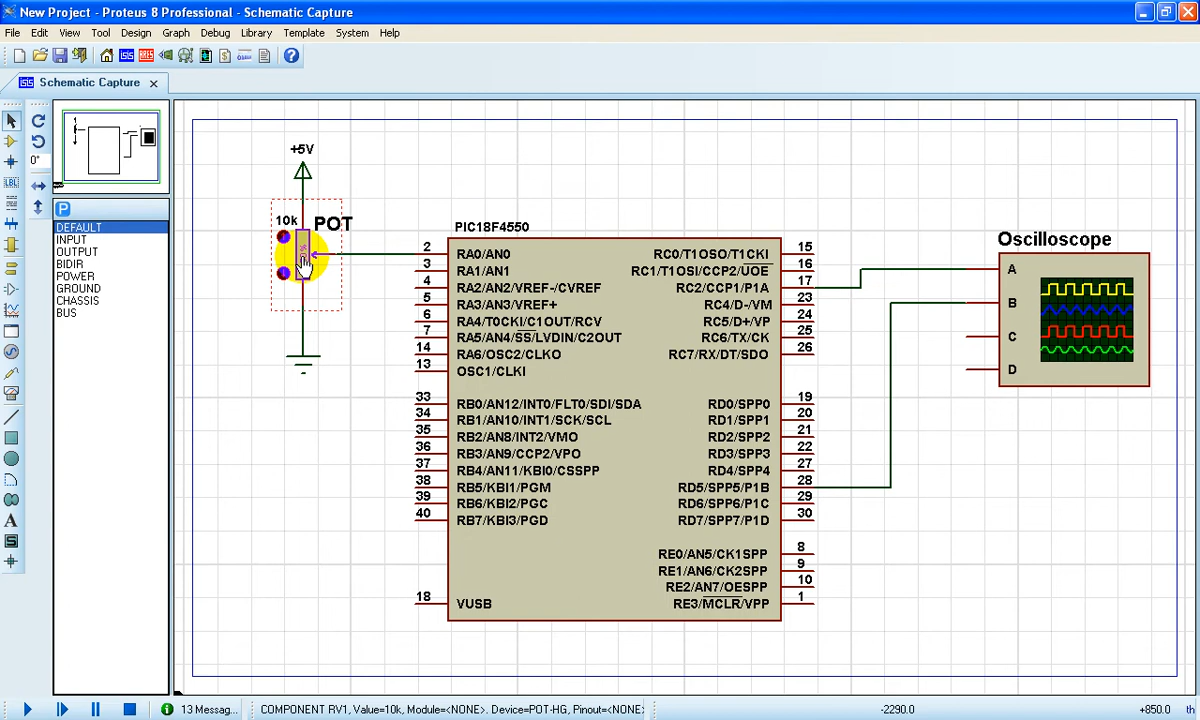 New Project - Proteus 8 Professional - Schematic Capture
File Edit View Tool Design Graph Debug Library Template System Help
Schematic Capture
0°
LBL
P
DEFAULT
INPUT
OUTPUT
BIDIR
POWER
GROUND
CHASSIS
BUS
+5V
10k
POT
PIC18F4550
2 RA0/AN0 RC0/T1OSO/T1CKI 15
3 RA1/AN1 RC1/T1OSI/CCP2/UOE 16
4 RA2/AN2/VREF-/CVREF RC2/CCP1/P1A 17
5 RA3/AN3/VREF+ RC4/D-/VM 23
6 RA4/T0CKI/C1OUT/RCV RC5/D+/VP 24
7 RA5/AN4/SS/LVDIN/C2OUT RC6/TX/CK 25
14 RA6/OSC2/CLKO RC7/RX/DT/SDO 26
13 OSC1/CLKI
33 RB0/AN12/INT0/FLT0/SDI/SDA RD0/SPP0 19
34 RB1/AN10/INT1/SCK/SCL RD1/SPP1 20
35 RB2/AN8/INT2/VMO RD2/SPP2 21
36 RB3/AN9/CCP2/VPO RD3/SPP3 22
37 RB4/AN11/KBI0/CSSPP RD4/SPP4 27
38 RB5/KBI1/PGM RD5/SPP5/P1B 28
39 RB6/KBI2/PGC RD6/SPP6/P1C 29
40 RB7/KBI3/PGD RD7/SPP7/P1D 30
RE0/AN5/CK1SPP 8
RE1/AN6/CK2SPP 9
RE2/AN7/OESPP 10
18 VUSB RE3/MCLR/VPP 1
Oscilloscope
A
B
C
D
13 Messag... COMPONENT RV1, Value=10k, Module=<NONE>. Device=POT-HG, Pinout=<NONE> -2290.0 +850.0 th